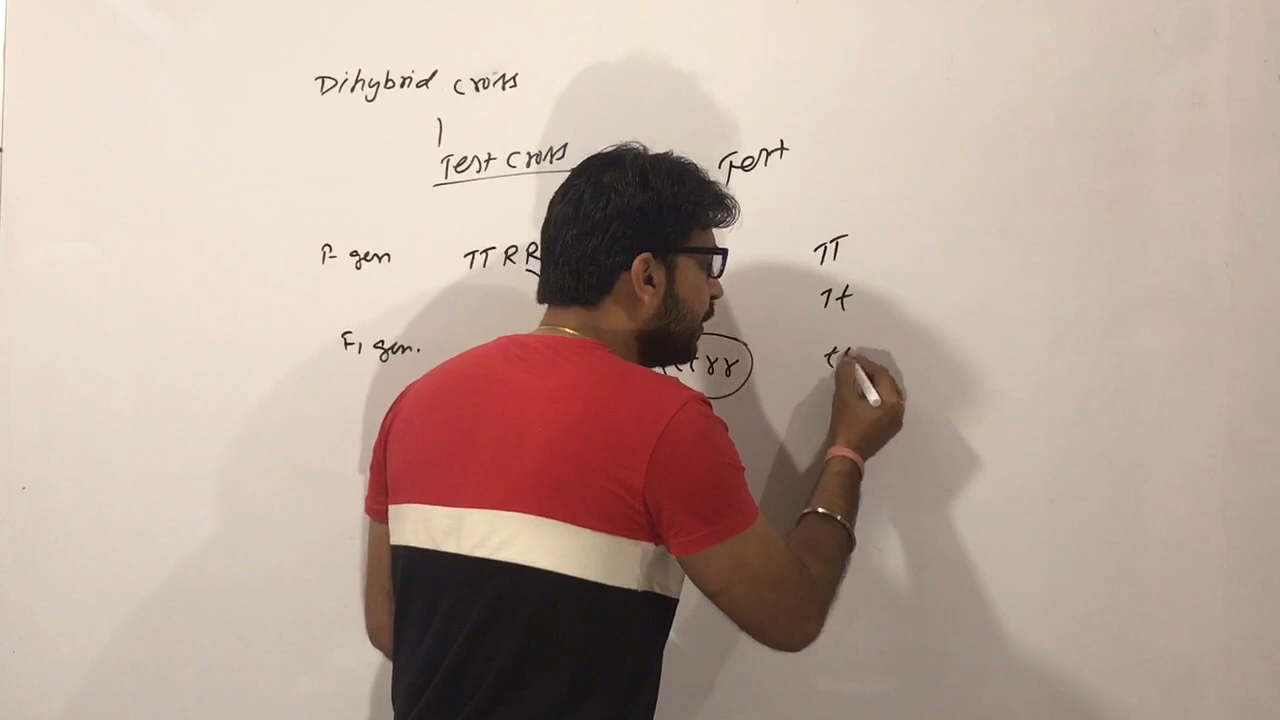 Dihybrid cross
Test cross
Test
P gen TTRR
TT
Tt
F1 gen.